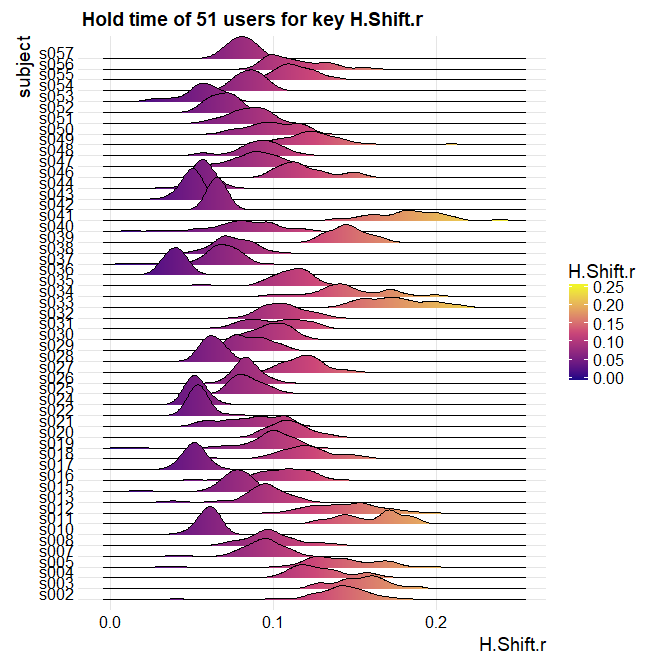 Hold time of 51 users for key H.Shift.r
subject
s057
s056
s055
s054
s053
s052
s051
s050
s049
s048
s047
s046
s044
s043
s042
s041
s040
s039
s038
s037
s036
s035
s034
s033
s032
s031
s030
s029
s028
s027
s026
s025
s024
s022
s021
s020
s019
s018
s017
s016
s015
s013
s012
s011
s010
s008
s007
s005
s004
s003
s002
0.0 0.1 0.2
H.Shift.r
H.Shift.r
0.25
0.20
0.15
0.10
0.05
0.00